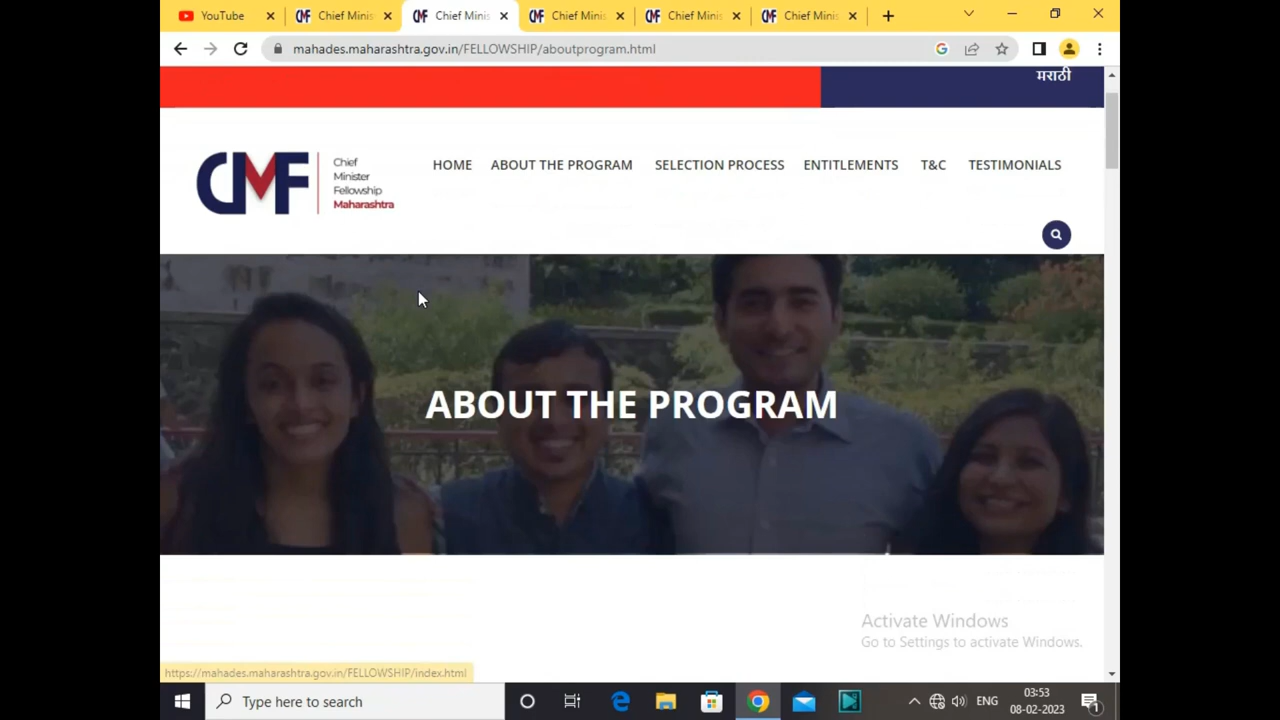 YouTube
Chief Minis
Chief Minis
Chief Minis
Chief Minis
Chief Minis
mahades.maharashtra.gov.in/FELLOWSHIP/aboutprogram.html
मराठी
CMF
Chief
Minister
Fellowship
Maharashtra
HOME ABOUT THE PROGRAM SELECTION PROCESS ENTITLEMENTS T&C TESTIMONIALS
ABOUT THE PROGRAM
Activate Windows
Go to Settings to activate Windows.
https://mahades.maharashtra.gov.in/FELLOWSHIP/index.html
Type here to search
ENG
03:53
08-02-2023
1